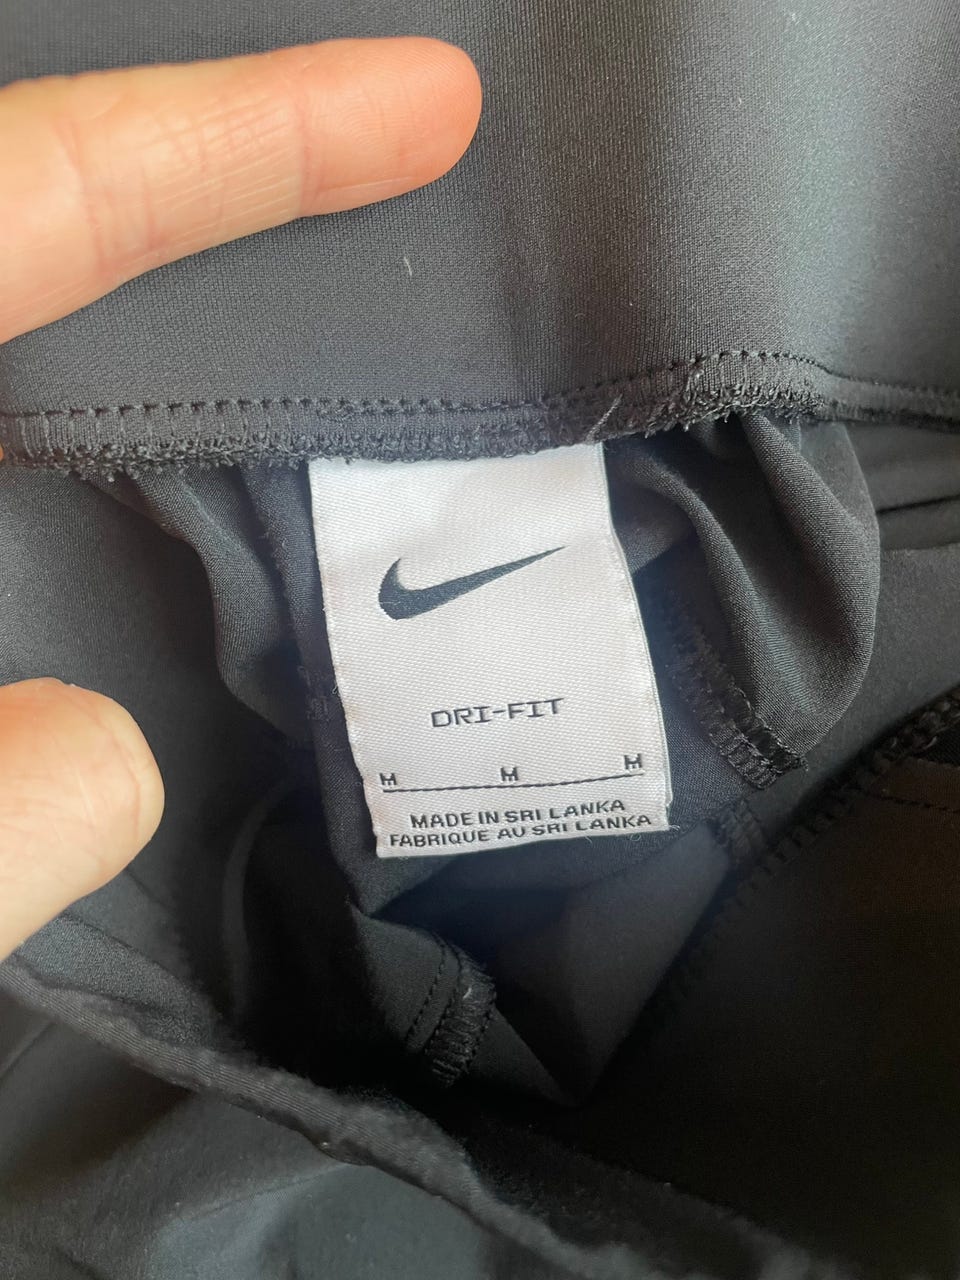 DRI-FIT
M M M
MADE IN SRI LANKA
FABRIQUE AU SRI LANKA